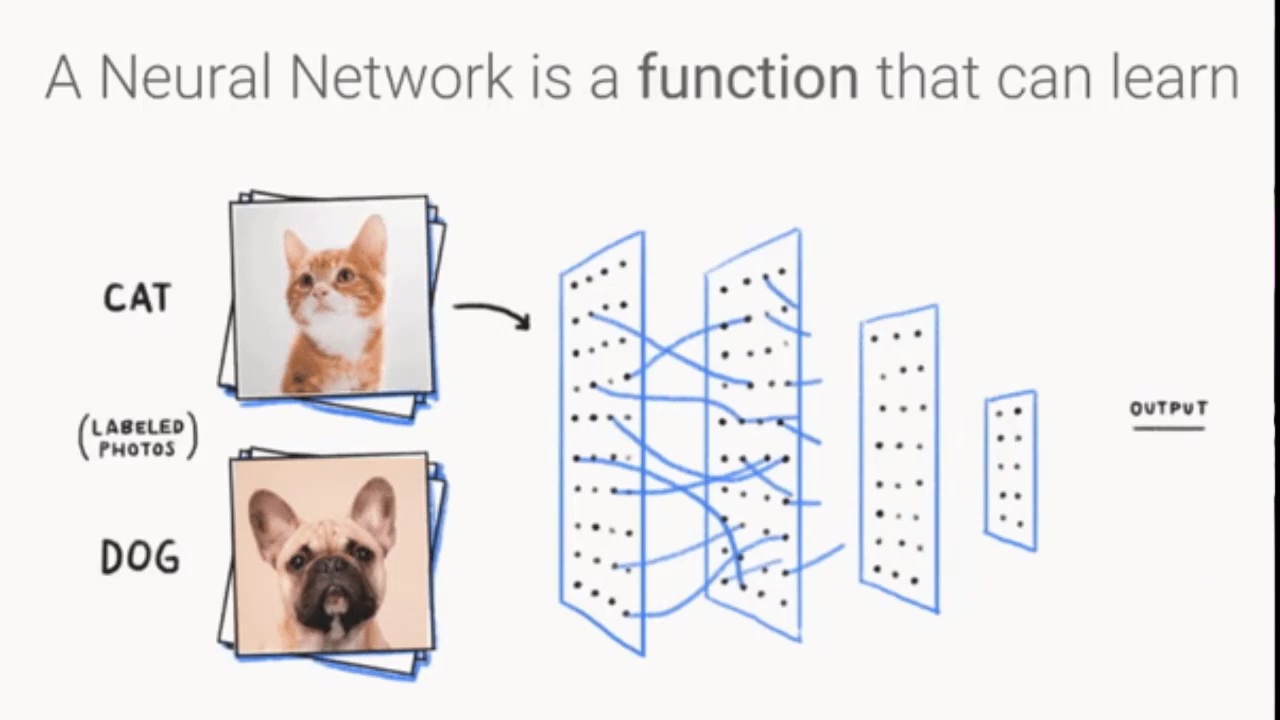 A Neural Network is a function that can learn
CAT
(LABELED
PHOTOS)
DOG
OUTPUT